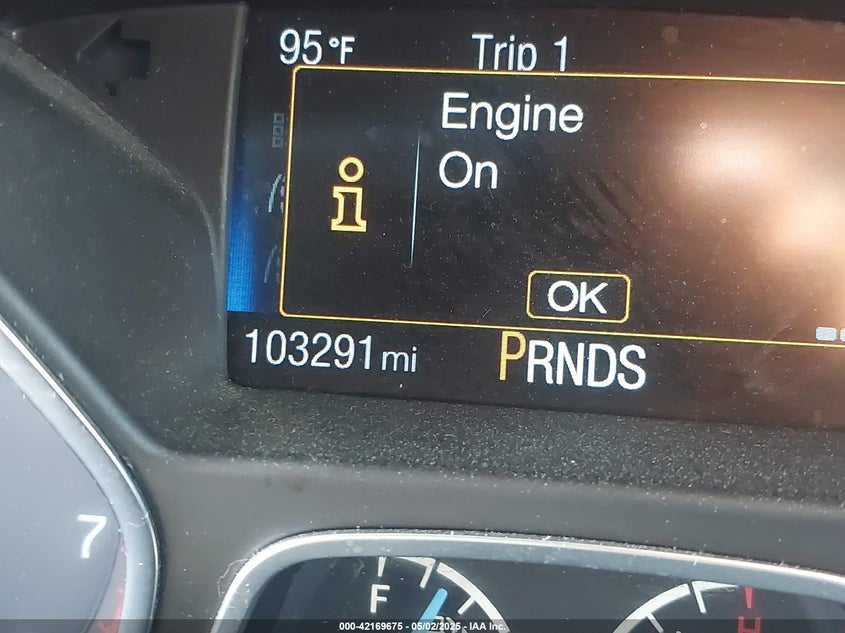 95°F Trip 1
Engine
On
OK
103291 mi PRNDS
7
F
H
000-42169675 - 05/02/2025 - IAA Inc.